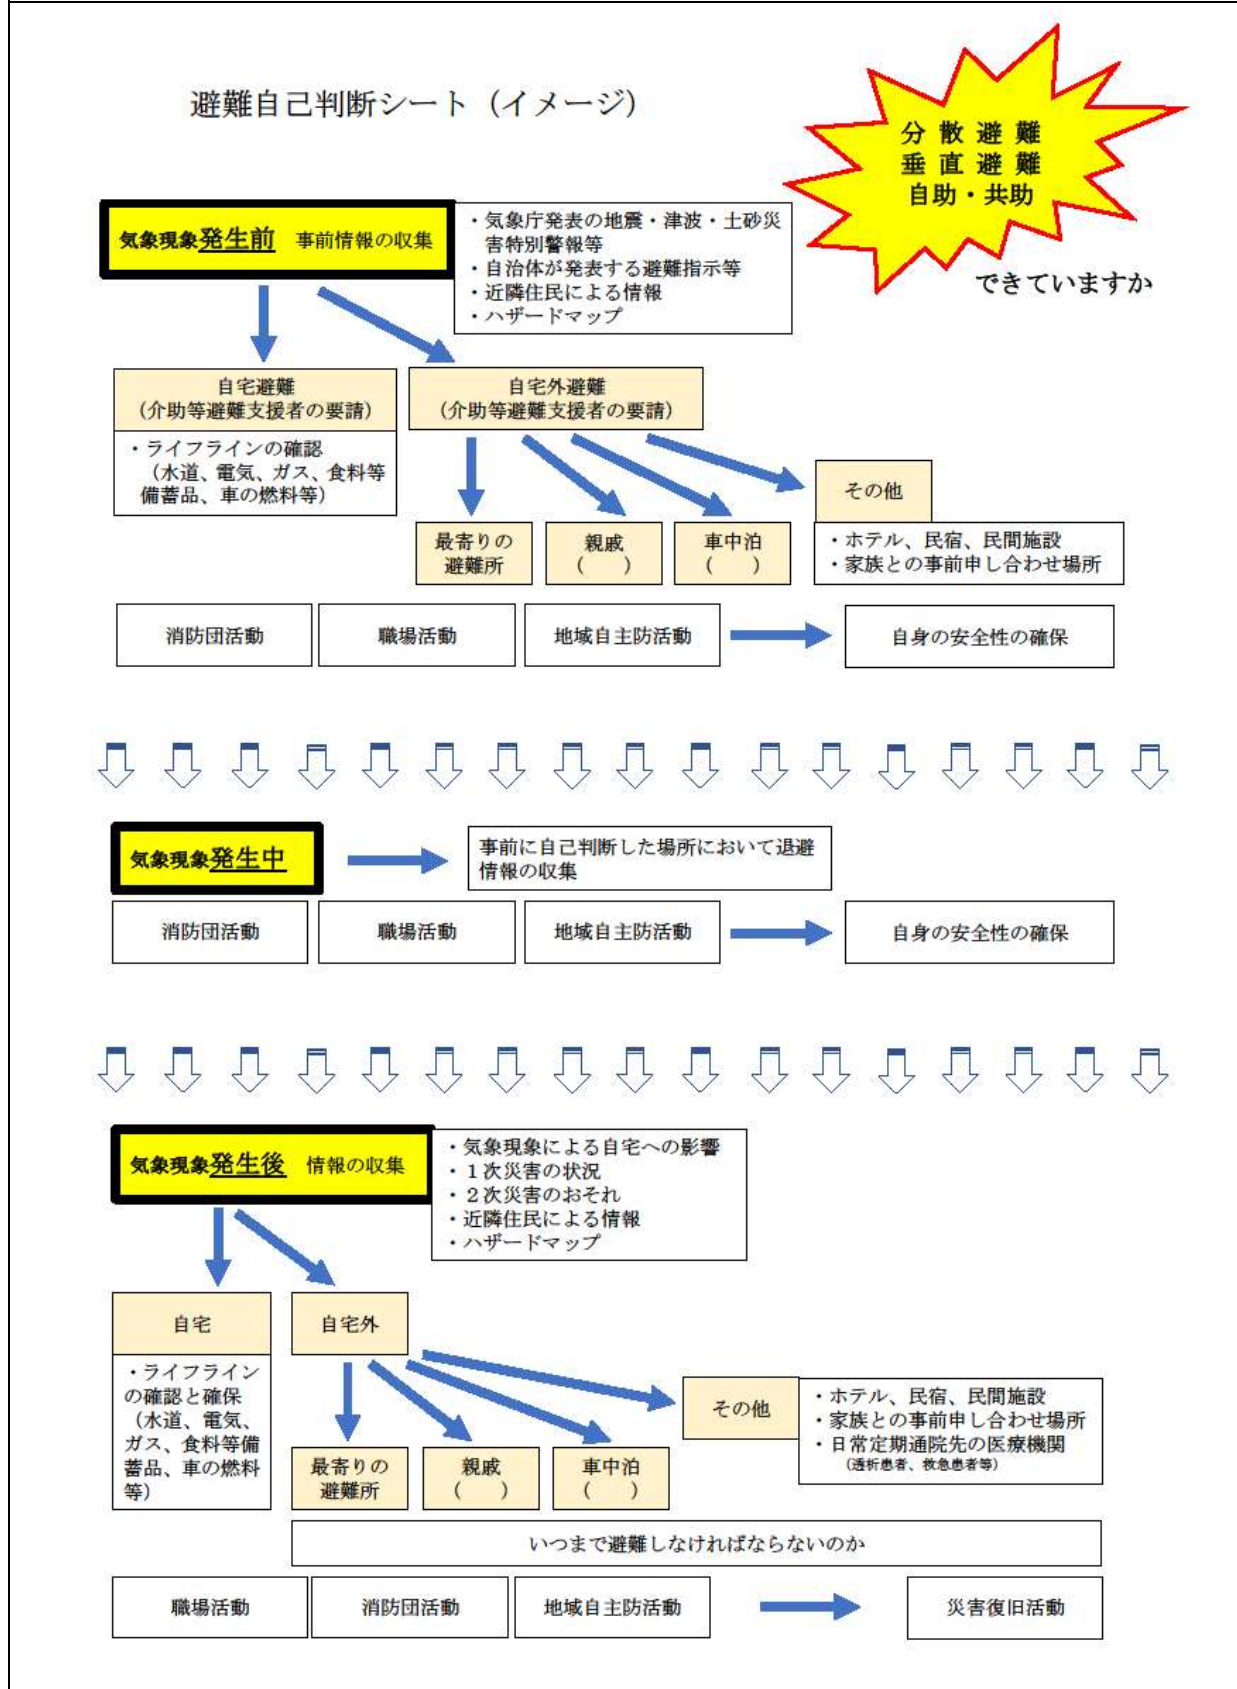 避難自己判断シート（イメージ）
分散避難
垂直避難
自助・共助
できていますか
気象現象発生前　事前情報の収集
・気象庁発表の地震・津波・土砂災
害特別警報等
・自治体が発表する避難指示等
・近隣住民による情報
・ハザードマップ
自宅避難
（介助等避難支援者の要請）
・ライフラインの確認
（水道、電気、ガス、食料等
備蓄品、車の燃料等）
自宅外避難
（介助等避難支援者の要請）
最寄りの
避難所
親戚
（　　）
車中泊
（　　）
その他
・ホテル、民宿、民間施設
・家族との事前申し合わせ場所
消防団活動
職場活動
地域自主防活動
自身の安全性の確保
気象現象発生中
事前に自己判断した場所において退避
情報の収集
消防団活動
職場活動
地域自主防活動
自身の安全性の確保
気象現象発生後　情報の収集
・気象現象による自宅への影響
・１次災害の状況
・２次災害のおそれ
・近隣住民による情報
・ハザードマップ
自宅
・ライフライン
の確認と確保
（水道、電気、
ガス、食料等備
蓄品、車の燃料
等）
自宅外
最寄りの
避難所
親戚
（　　）
車中泊
（　　）
その他
・ホテル、民宿、民間施設
・家族との事前申し合わせ場所
・日常定期通院先の医療機関
（透析患者、救急患者等）
いつまで避難しなければならないのか
職場活動
消防団活動
地域自主防活動
災害復旧活動